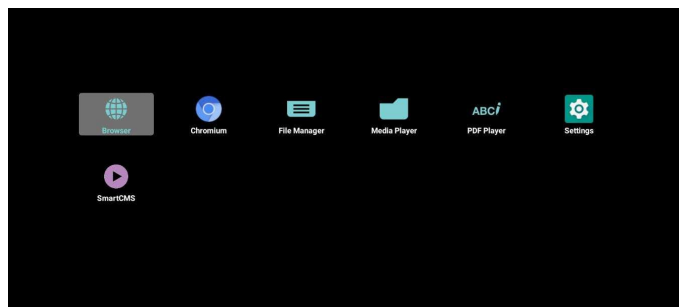 Browser
Chromium
File Manager
Media Player
ABCi
PDF Player
Settings
SmartCMS